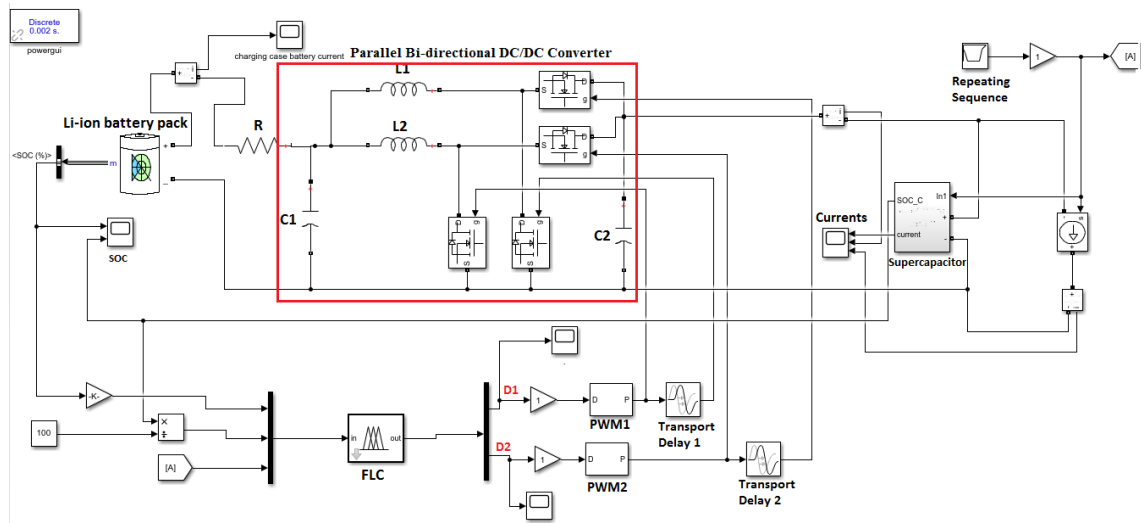 Discrete
0.002 s.
powergui
charging case battery current
Parallel Bi-directional DC/DC Converter
L1
L2
R
C1
C2
Li-ion battery pack
<SOC (%)>
m
SOC
+
-
i
S
D
g
S
D
g
D
g
S
D
g
S
Repeating
Sequence
1
[A]
+
-
i
SOC_C
In1
current
+
-
Supercapacitor
Currents
-K-
100
×
÷
[A]
in
out
FLC
D1
D2
1
D
P
PWM1
Transport
Delay 1
1
D
P
PWM2
Transport
Delay 2